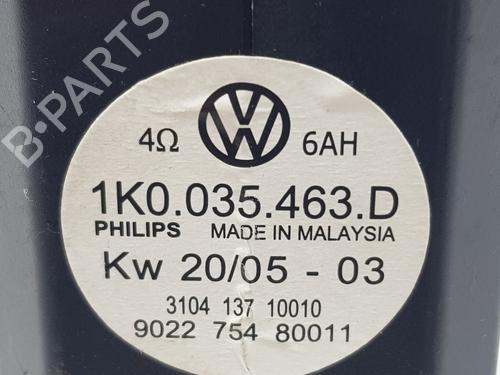 B-PARTS
4Ω VW 6AH
1K0.035.463.D
PHILIPS MADE IN MALAYSIA
Kw 20/05 - 03
3104 137 10010
9022 754 80011